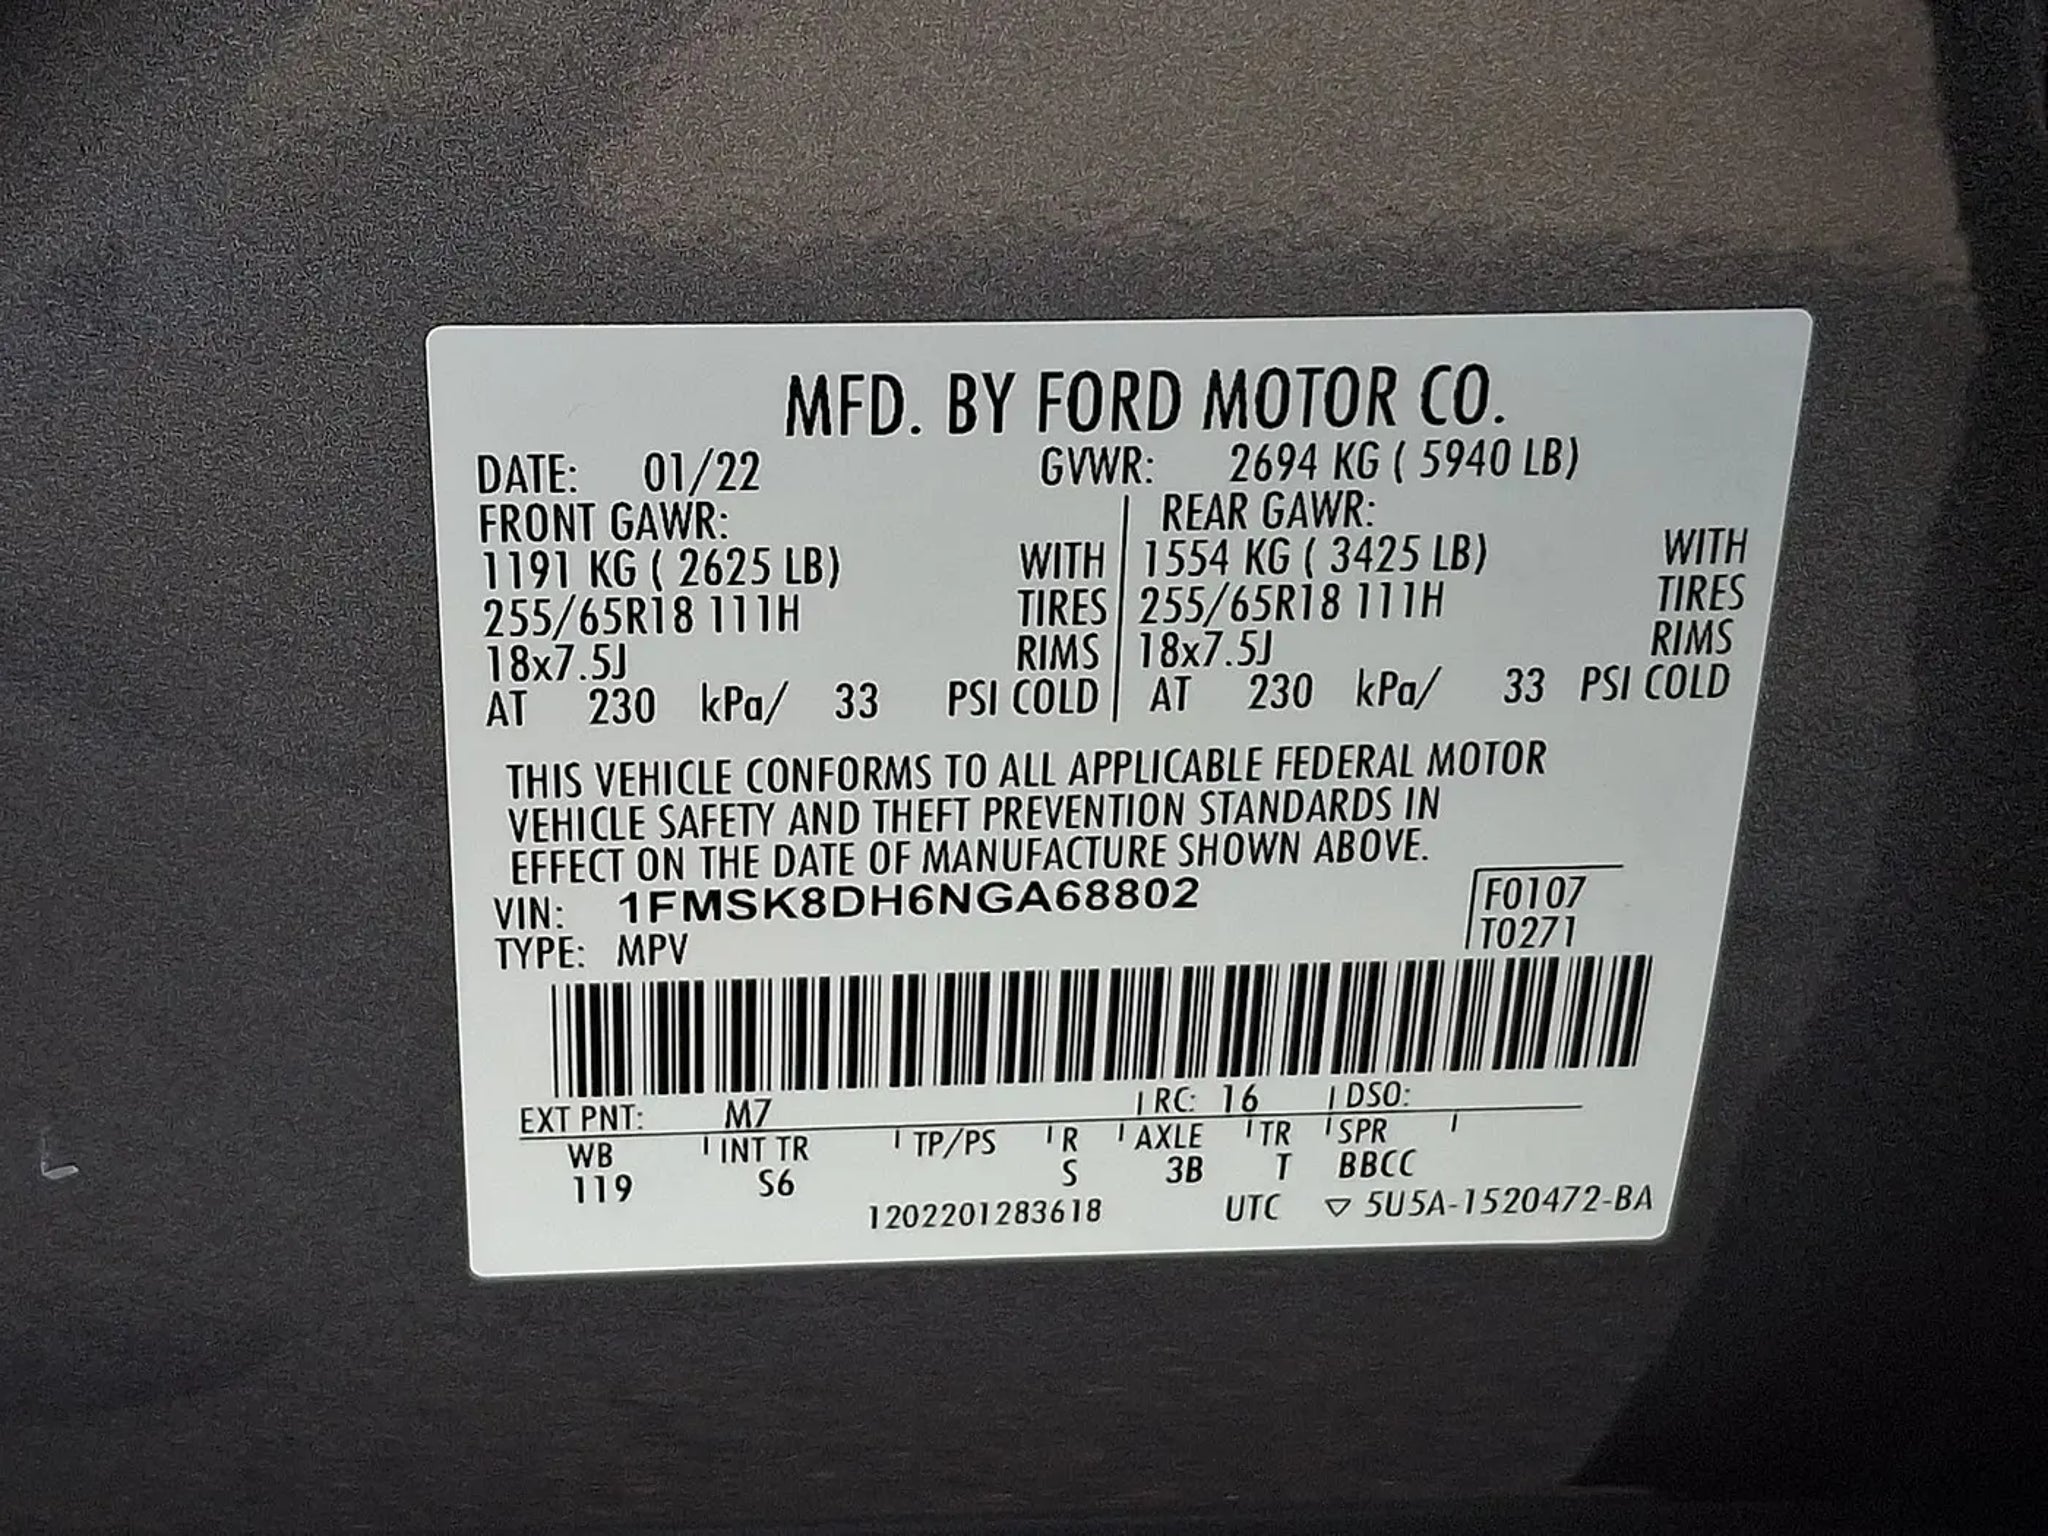 MFD. BY FORD MOTOR CO.
DATE: 01/22 GVWR: 2694 KG ( 5940 LB)
FRONT GAWR: REAR GAWR:
1191 KG ( 2625 LB) WITH 1554 KG ( 3425 LB) WITH
255/65R18 111H TIRES 255/65R18 111H TIRES
18x7.5J RIMS 18x7.5J RIMS
AT 230 kPa/ 33 PSI COLD AT 230 kPa/ 33 PSI COLD
THIS VEHICLE CONFORMS TO ALL APPLICABLE FEDERAL MOTOR
VEHICLE SAFETY AND THEFT PREVENTION STANDARDS IN
EFFECT ON THE DATE OF MANUFACTURE SHOWN ABOVE.
VIN: 1FMSK8DH6NGA68802 F0107
TYPE: MPV T0271
EXT PNT: M7 RC: 16 DSO:
WB INT TR TP/PS R AXLE TR SPR
119 S6 S 3B T BBCC
1202201283618 UTC ▽ 5U5A-1520472-BA